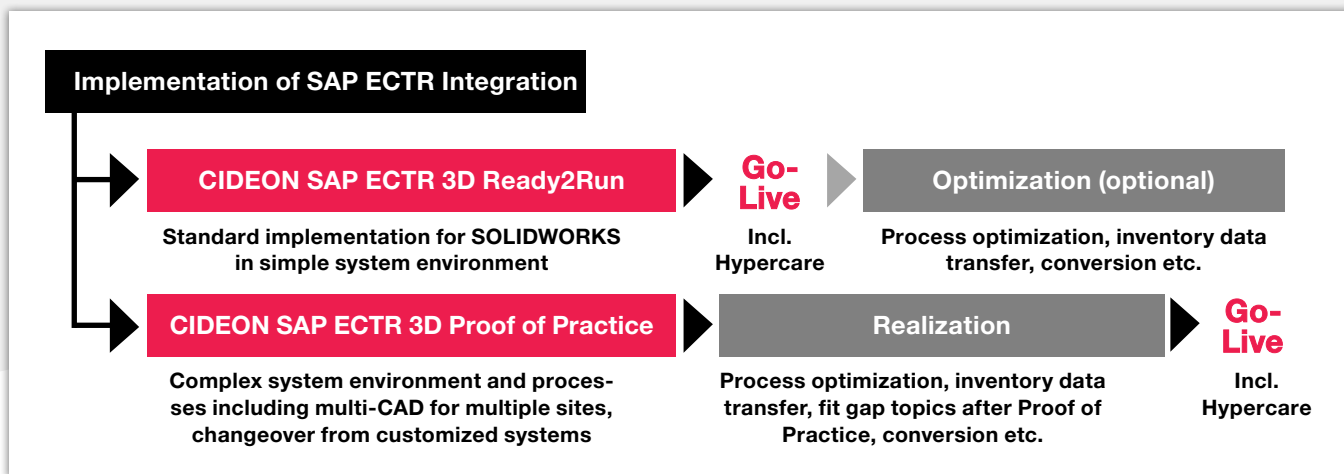 Implementation of SAP ECTR Integration
CIDEON SAP ECTR 3D Ready2Run
Go-
Live
Optimization (optional)
Standard implementation for SOLIDWORKS
in simple system environment
Incl.
Hypercare
Process optimization, inventory data
transfer, conversion etc.
CIDEON SAP ECTR 3D Proof of Practice
Realization
Go-
Live
Complex system environment and proces-
ses including multi-CAD for multiple sites,
changeover from customized systems
Process optimization, inventory data
transfer, fit gap topics after Proof of
Practice, conversion etc.
Incl.
Hypercare